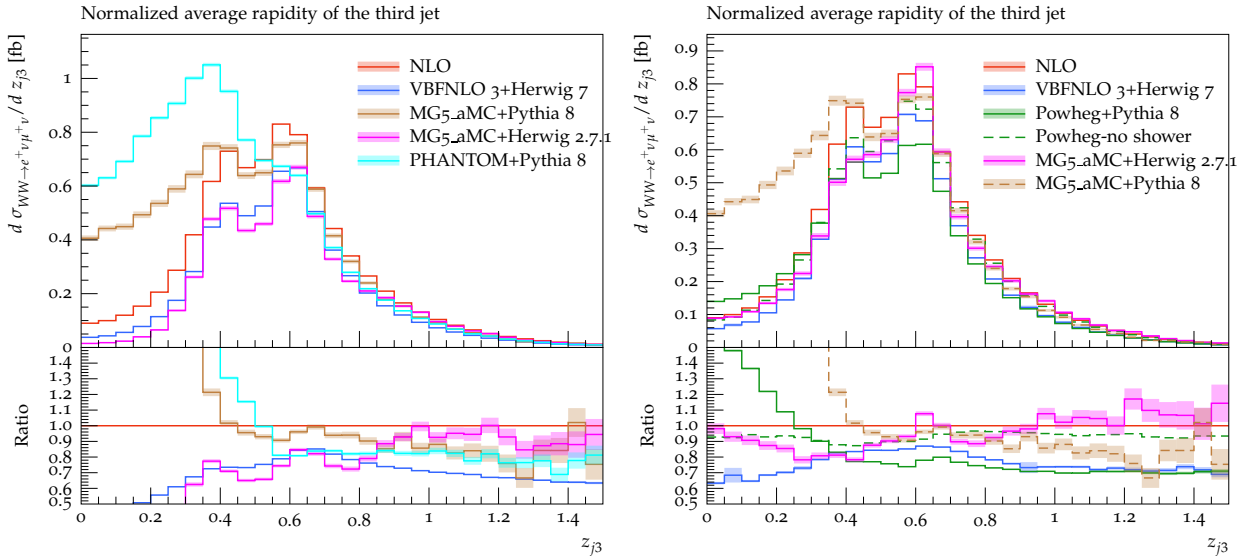 Normalized average rapidity of the third jet
d σ_{WW→e⁺νμ⁺ν}/d z_{j3} [fb]
NLO
VBFNLO 3+Herwig 7
MG5_aMC+Pythia 8
MG5_aMC+Herwig 2.7.1
PHANTOM+Pythia 8
1
0.8
0.6
0.4
0.2
0
1.4
1.3
1.2
1.1
1.0
0.9
0.8
0.7
0.6
0.5
Ratio
0 0.2 0.4 0.6 0.8 1 1.2 1.4
z_{j3}
Normalized average rapidity of the third jet
d σ_{WW→e⁺νμ⁺ν}/d z_{j3} [fb]
NLO
VBFNLO 3+Herwig 7
Powheg+Pythia 8
Powheg-no shower
MG5_aMC+Herwig 2.7.1
MG5_aMC+Pythia 8
0.9
0.8
0.7
0.6
0.5
0.4
0.3
0.2
0.1
0
1.4
1.3
1.2
1.1
1.0
0.9
0.8
0.7
0.6
0.5
Ratio
0 0.2 0.4 0.6 0.8 1 1.2 1.4
z_{j3}